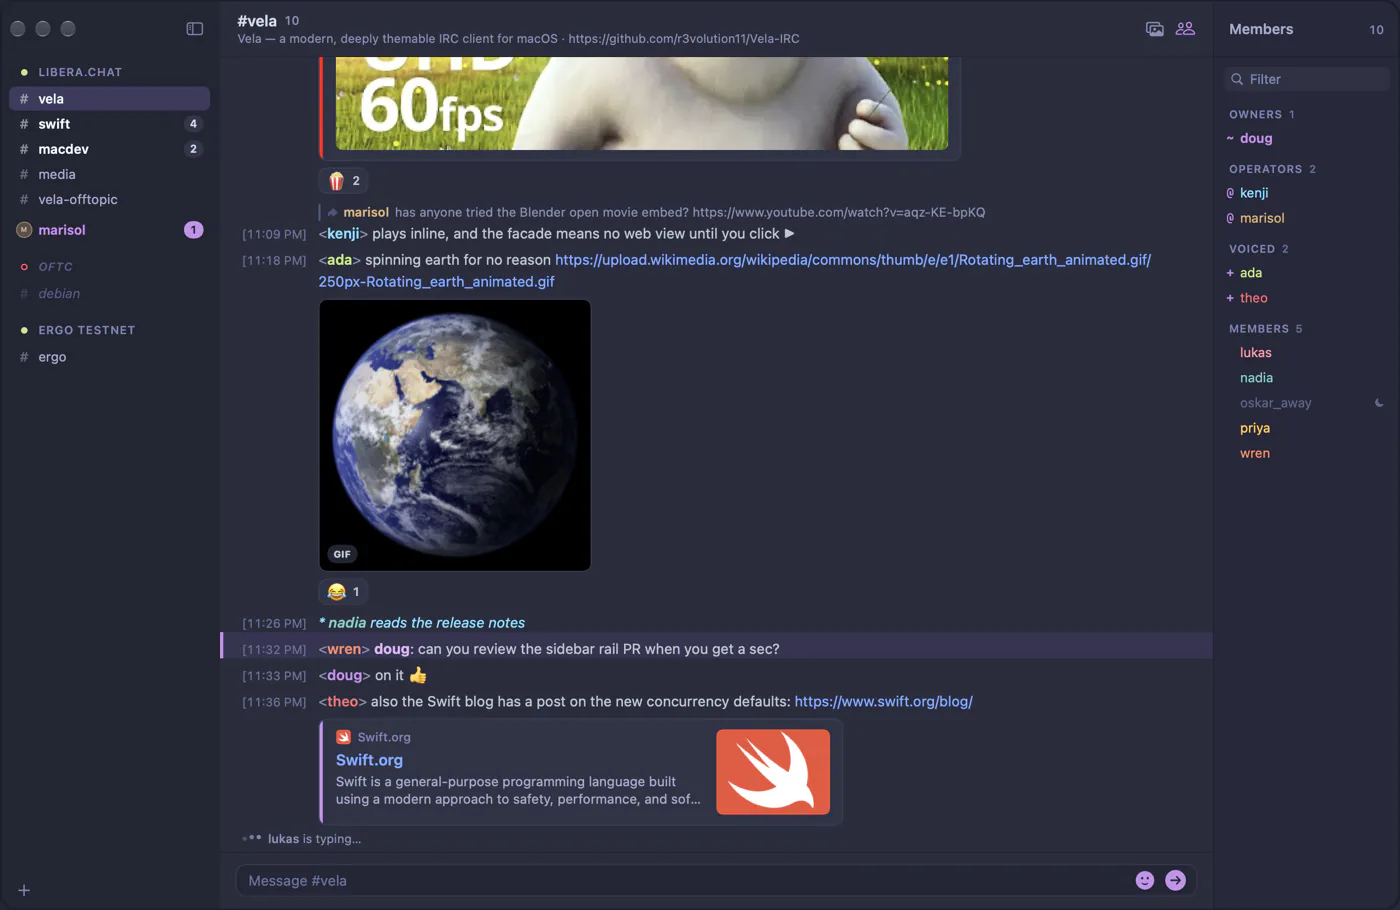 LIBERA.CHAT
# vela
# swift 4
# macdev 2
# media
# vela-offtopic
M marisol 1
OFTC
# debian
ERGO TESTNET
# ergo
+
#vela 10
Vela — a modern, deeply themable IRC client for macOS · https://github.com/r3volution11/Vela-IRC
60fps
🍿 2
marisol has anyone tried the Blender open movie embed? https://www.youtube.com/watch?v=aqz-KE-bpKQ
[11:09 PM] <kenji> plays inline, and the facade means no web view until you click ▶
[11:18 PM] <ada> spinning earth for no reason https://upload.wikimedia.org/wikipedia/commons/thumb/e/e1/Rotating_earth_animated.gif/
250px-Rotating_earth_animated.gif
GIF
😂 1
[11:26 PM] * nadia reads the release notes
[11:32 PM] <wren> doug: can you review the sidebar rail PR when you get a sec?
[11:33 PM] <doug> on it 👍
[11:36 PM] <theo> also the Swift blog has a post on the new concurrency defaults: https://www.swift.org/blog/
Swift.org
Swift.org
Swift is a general-purpose programming language built
using a modern approach to safety, performance, and sof...
lukas is typing...
Message #vela
Members 10
Filter
OWNERS 1
~ doug
OPERATORS 2
@ kenji
@ marisol
VOICED 2
+ ada
+ theo
MEMBERS 5
lukas
nadia
oskar_away
priya
wren